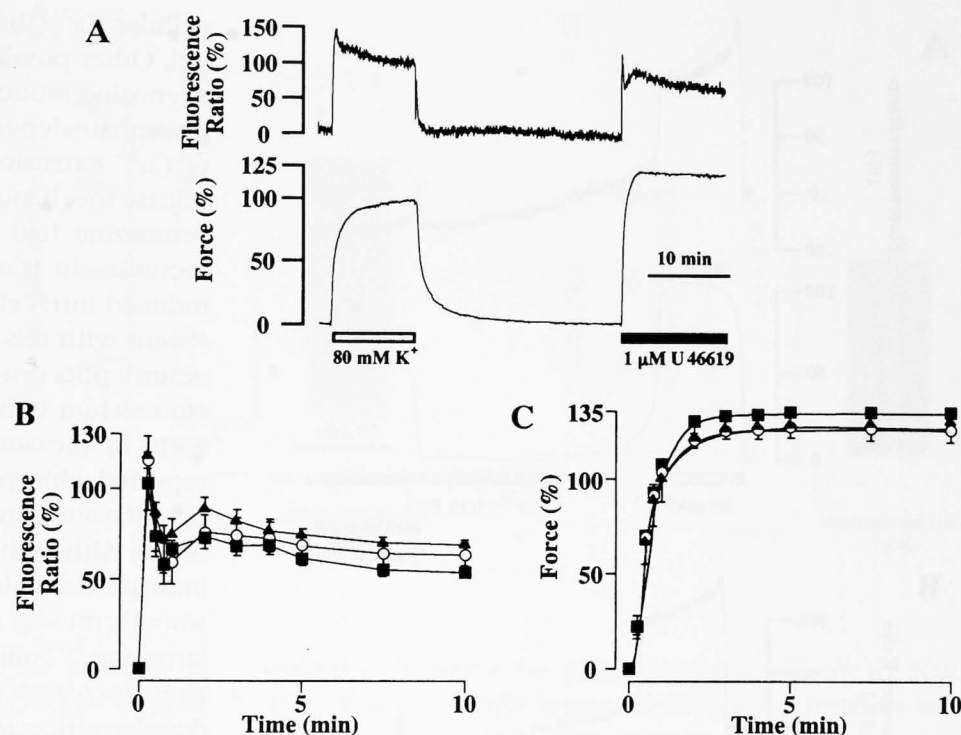 A
Fluorescence
Ratio (%)
150
100
50
0
Force (%)
125
100
50
0
10 min
80 mM K+
1 µM U 46619
B
Fluorescence
Ratio (%)
130
100
50
0
0
5
10
Time (min)
C
Force (%)
135
100
50
0
0
5
10
Time (min)